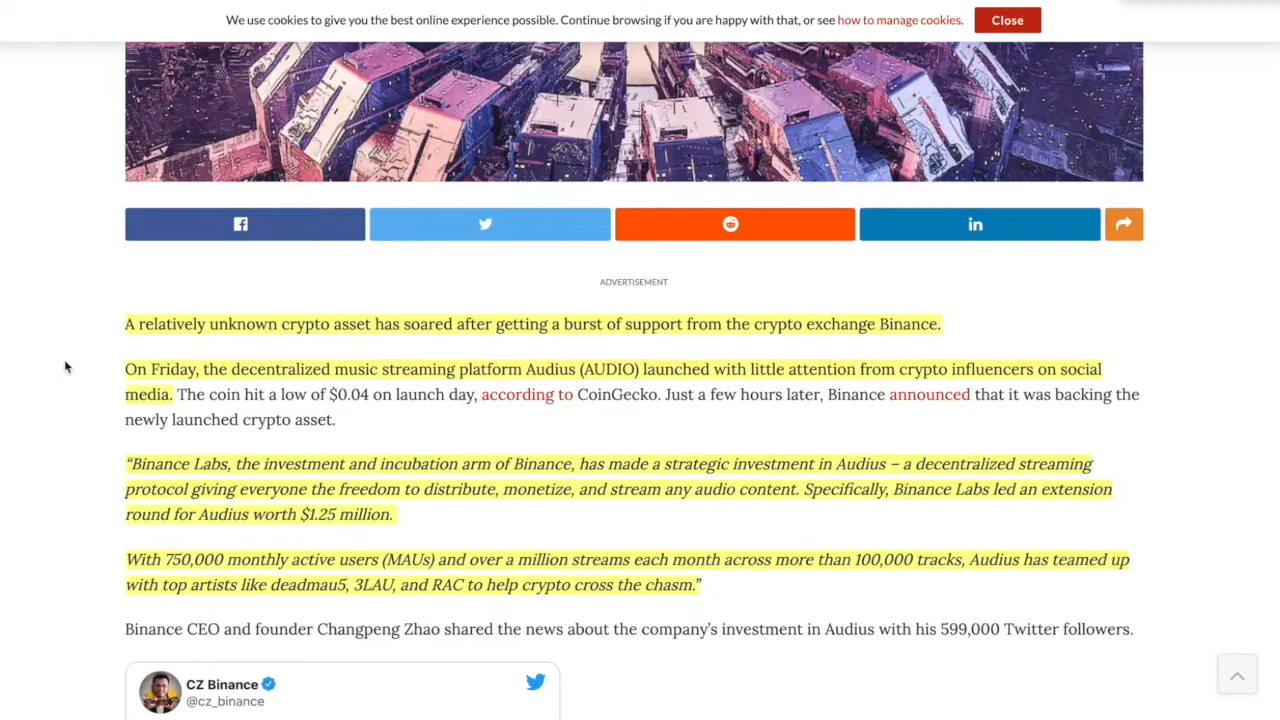 We use cookies to give you the best online experience possible. Continue browsing if you are happy with that, or see how to manage cookies. Close
ADVERTISEMENT
A relatively unknown crypto asset has soared after getting a burst of support from the crypto exchange Binance.
On Friday, the decentralized music streaming platform Audius (AUDIO) launched with little attention from crypto influencers on social
media. The coin hit a low of $0.04 on launch day, according to CoinGecko. Just a few hours later, Binance announced that it was backing the
newly launched crypto asset.
“Binance Labs, the investment and incubation arm of Binance, has made a strategic investment in Audius – a decentralized streaming
protocol giving everyone the freedom to distribute, monetize, and stream any audio content. Specifically, Binance Labs led an extension
round for Audius worth $1.25 million.
With 750,000 monthly active users (MAUs) and over a million streams each month across more than 100,000 tracks, Audius has teamed up
with top artists like deadmau5, 3LAU, and RAC to help crypto cross the chasm.”
Binance CEO and founder Changpeng Zhao shared the news about the company’s investment in Audius with his 599,000 Twitter followers.
CZ Binance
@cz_binance